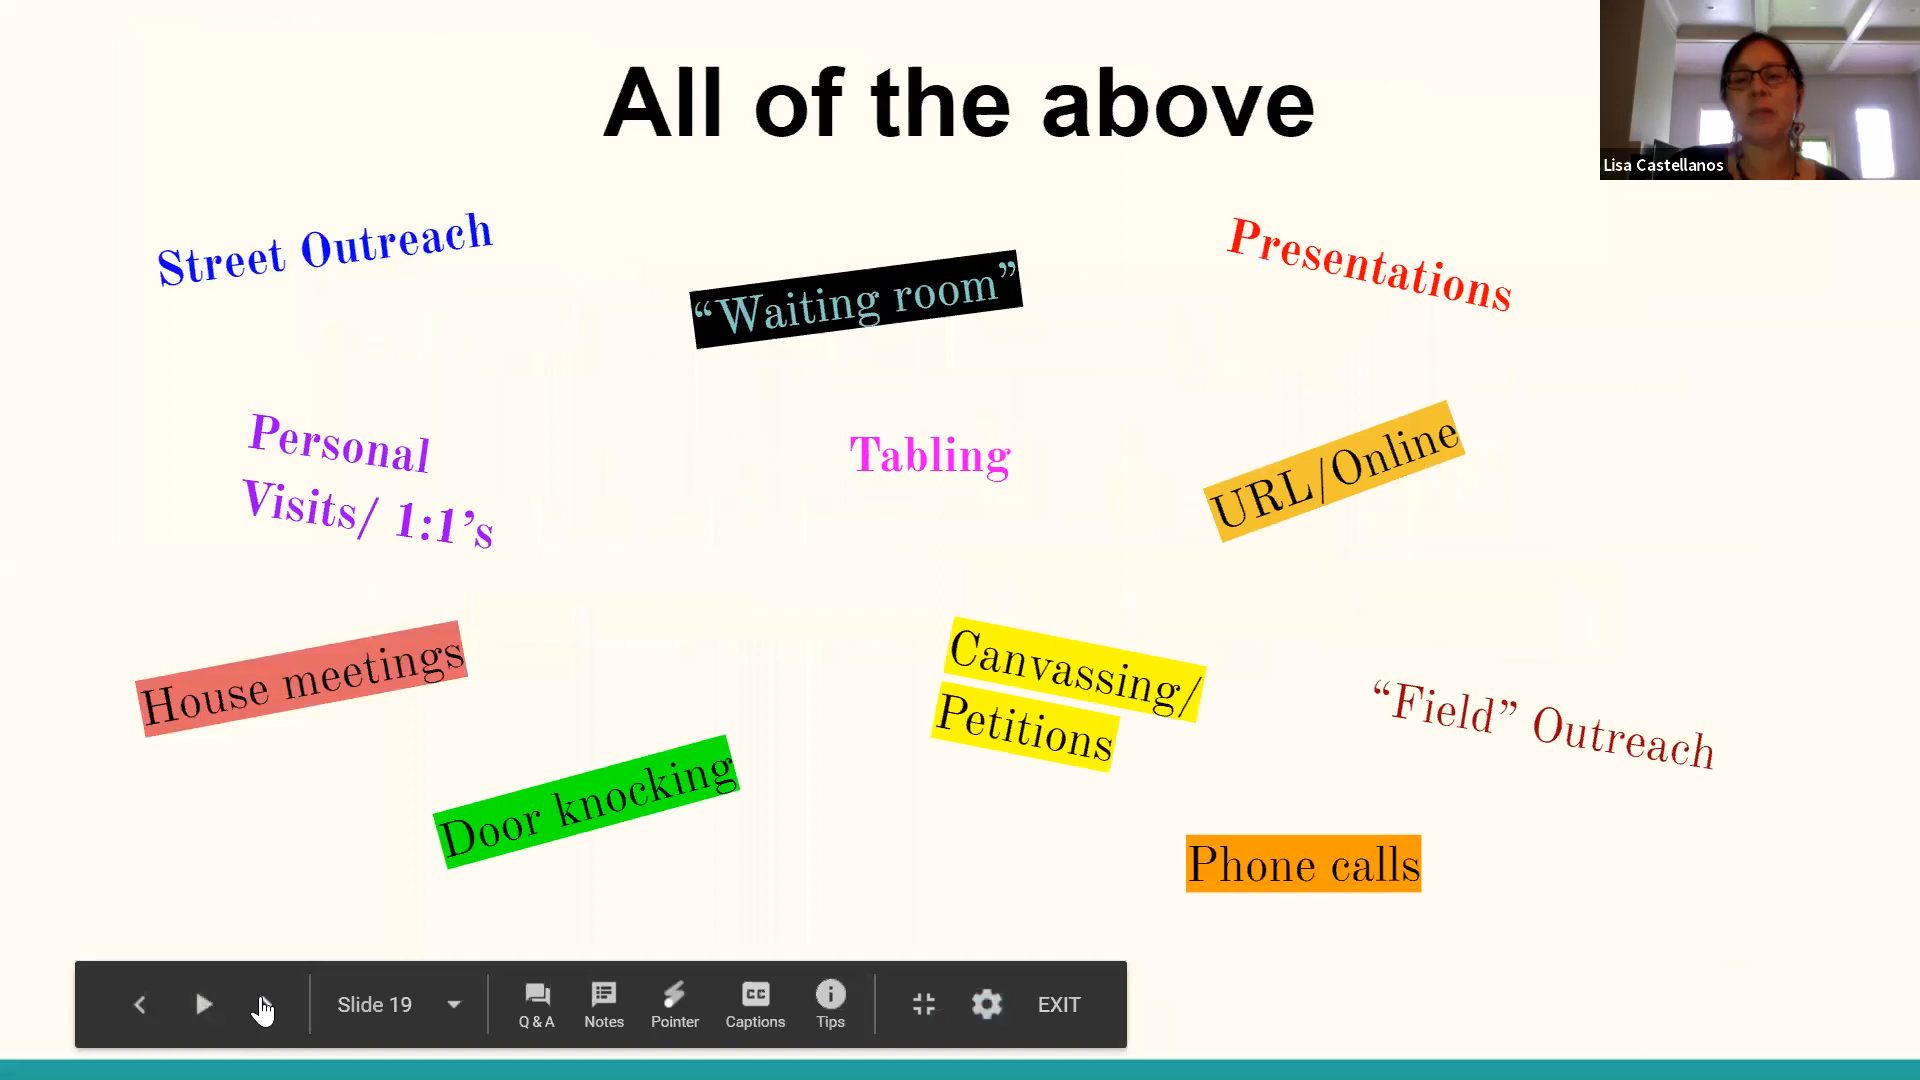 All of the above
Lisa Castellanos
Street Outreach
“Waiting room”
Presentations
Personal
Visits/ 1:1’s
Tabling
URL/Online
House meetings
Canvassing/
Petitions
“Field” Outreach
Door knocking
Phone calls
Slide 19
Q & A
Notes
Pointer
CC
Captions
Tips
EXIT